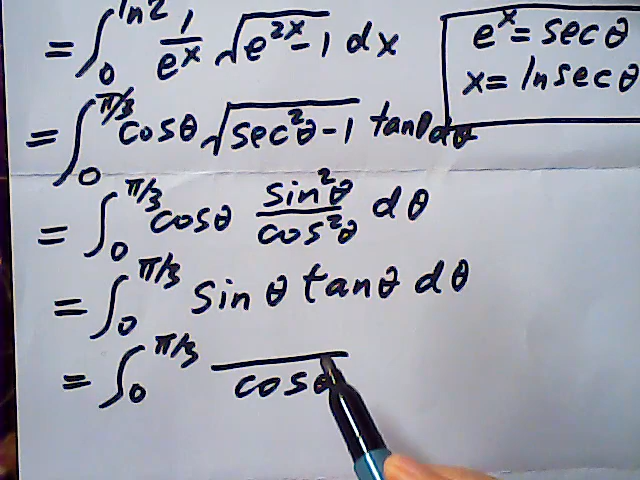 = ∫₀^{ln2} 1/eˣ √(e²ˣ-1) dx
eˣ = secθ
x = ln secθ
= ∫₀^{π/3} cosθ √(sec²θ-1) tanθ dθ
= ∫₀^{π/3} cosθ sin²θ/cos²θ dθ
= ∫₀^{π/3} sin θ tanθ dθ
= ∫₀^{π/3} /cosθ